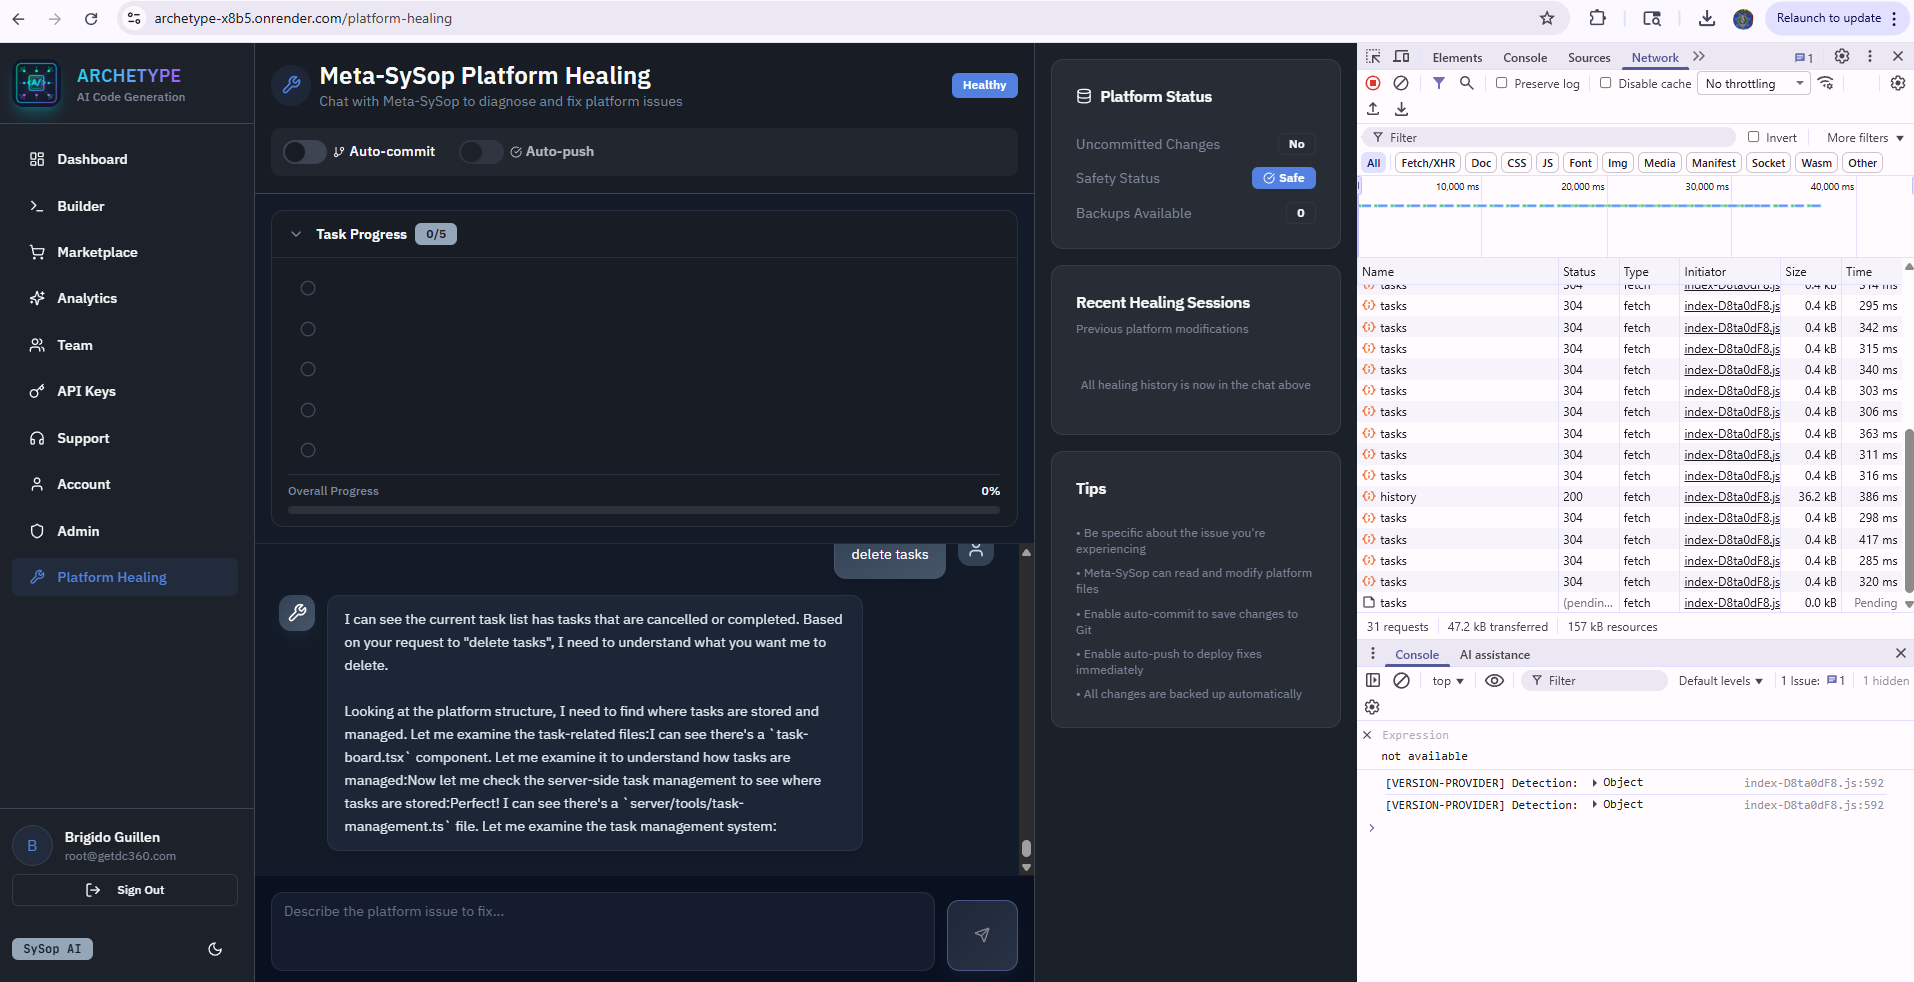 archetype-x8b5.onrender.com/platform-healing
Relaunch to update
ARCHETYPE
AI Code Generation
Dashboard
Builder
Marketplace
Analytics
Team
API Keys
Support
Account
Admin
Platform Healing
B
Brigido Guillen
root@getdc360.com
Sign Out
SySop AI
Meta-SySop Platform Healing
Chat with Meta-SySop to diagnose and fix platform issues
Healthy
Auto-commit
Auto-push
Task Progress 0/5
Overall Progress 0%
delete tasks
I can see the current task list has tasks that are cancelled or completed. Based
on your request to "delete tasks", I need to understand what you want me to
delete.
Looking at the platform structure, I need to find where tasks are stored and
managed. Let me examine the task-related files:I can see there's a `task-
board.tsx` component. Let me examine it to understand how tasks are
managed:Now let me check the server-side task management to see where
tasks are stored:Perfect! I can see there's a `server/tools/task-
management.ts` file. Let me examine the task management system:
Describe the platform issue to fix...
Platform Status
Uncommitted Changes No
Safety Status Safe
Backups Available 0
Recent Healing Sessions
Previous platform modifications
All healing history is now in the chat above
Tips
• Be specific about the issue you're
experiencing
• Meta-SySop can read and modify platform
files
• Enable auto-commit to save changes to
Git
• Enable auto-push to deploy fixes
immediately
• All changes are backed up automatically
Elements Console Sources Network 1
Preserve log Disable cache No throttling
Filter Invert More filters
All Fetch/XHR Doc CSS JS Font Img Media Manifest Socket Wasm Other
10,000 ms 20,000 ms 30,000 ms 40,000 ms
Name Status Type Initiator Size Time
tasks 304 fetch index-D8ta0dF8.js 0.4 kB 314 ms
tasks 304 fetch index-D8ta0dF8.js 0.4 kB 295 ms
tasks 304 fetch index-D8ta0dF8.js 0.4 kB 342 ms
tasks 304 fetch index-D8ta0dF8.js 0.4 kB 315 ms
tasks 304 fetch index-D8ta0dF8.js 0.4 kB 340 ms
tasks 304 fetch index-D8ta0dF8.js 0.4 kB 303 ms
tasks 304 fetch index-D8ta0dF8.js 0.4 kB 306 ms
tasks 304 fetch index-D8ta0dF8.js 0.4 kB 363 ms
tasks 304 fetch index-D8ta0dF8.js 0.4 kB 311 ms
tasks 304 fetch index-D8ta0dF8.js 0.4 kB 316 ms
history 200 fetch index-D8ta0dF8.js 36.2 kB 386 ms
tasks 304 fetch index-D8ta0dF8.js 0.4 kB 298 ms
tasks 304 fetch index-D8ta0dF8.js 0.4 kB 417 ms
tasks 304 fetch index-D8ta0dF8.js 0.4 kB 285 ms
tasks 304 fetch index-D8ta0dF8.js 0.4 kB 320 ms
tasks (pendin... fetch index-D8ta0dF8.js 0.0 kB Pending
31 requests 47.2 kB transferred 157 kB resources
Console AI assistance
top Filter Default levels 1 Issue: 1 1 hidden
Expression
not available
[VERSION-PROVIDER] Detection: Object index-D8ta0dF8.js:592
[VERSION-PROVIDER] Detection: Object index-D8ta0dF8.js:592